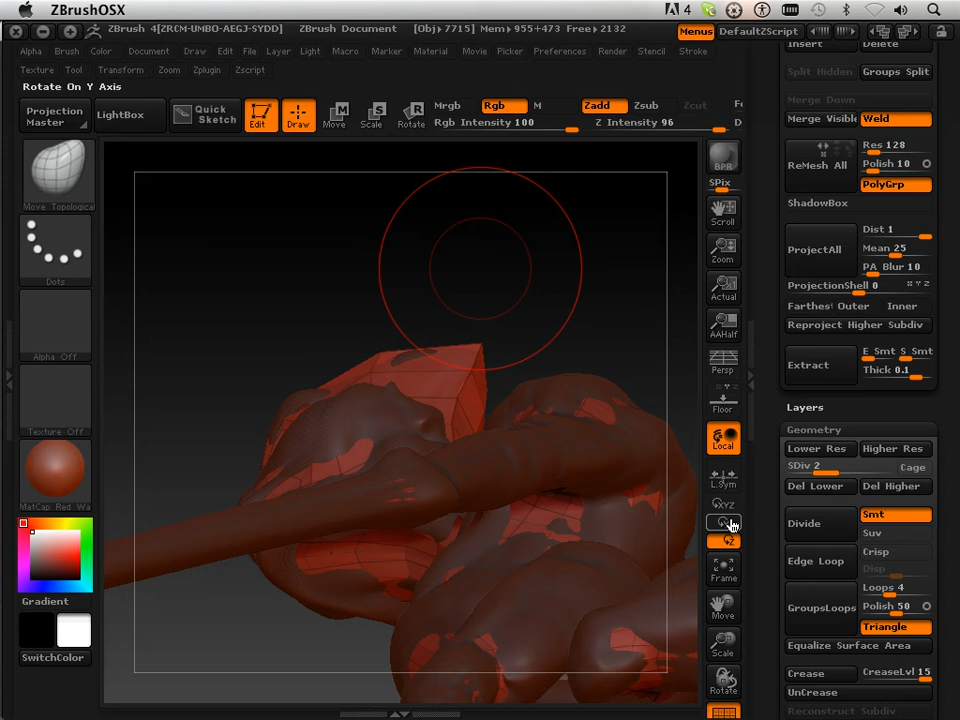 ZBrushOSX
4
ZBrush 4[ZRCM-UMBO-AEGJ-SYDD] ZBrush Document [Obj▸7715] Mem▸955+473 Free▸2132 Menus DefaultZScript
Alpha Brush Color Document Draw Edit File Layer Light Macro Marker Material Movie Picker Preferences Render Stencil Stroke
Texture Tool Transform Zoom Zplugin Zscript
Rotate On Y Axis
Projection Master
LightBox
Quick Sketch
Edit
Draw
Move
Scale
Rotate
Mrgb Rgb M Zadd Zsub Zcut
Rgb Intensity 100 Z Intensity 96
Move Topological
Dots
Alpha Off
Texture Off
MatCap Red Wa
Gradient
SwitchColor
BPR
SPix
Scroll
Zoom
Actual
AAHalf
Persp
Floor
Local
L.Sym
XYZ
Z
Frame
Move
Scale
Rotate
Insert Delete
Split Hidden Groups Split
Merge Down
Merge Visible Weld
ReMesh All
Res 128
Polish 10
PolyGrp
ShadowBox
ProjectAll
Dist 1
Mean 25
PA Blur 10
ProjectionShell 0
Farthest Outer Inner
Reproject Higher Subdiv
Extract
E Smt S Smt
Thick 0.1
Layers
Geometry
Lower Res Higher Res
SDiv 2 Cage
Del Lower Del Higher
Divide
Smt
Suv
Edge Loop
Crisp
Disp
GroupsLoops
Loops 4
Polish 50
Triangle
Equalize Surface Area
Crease CreaseLvl 15
UnCrease
Reconstruct Subdiv